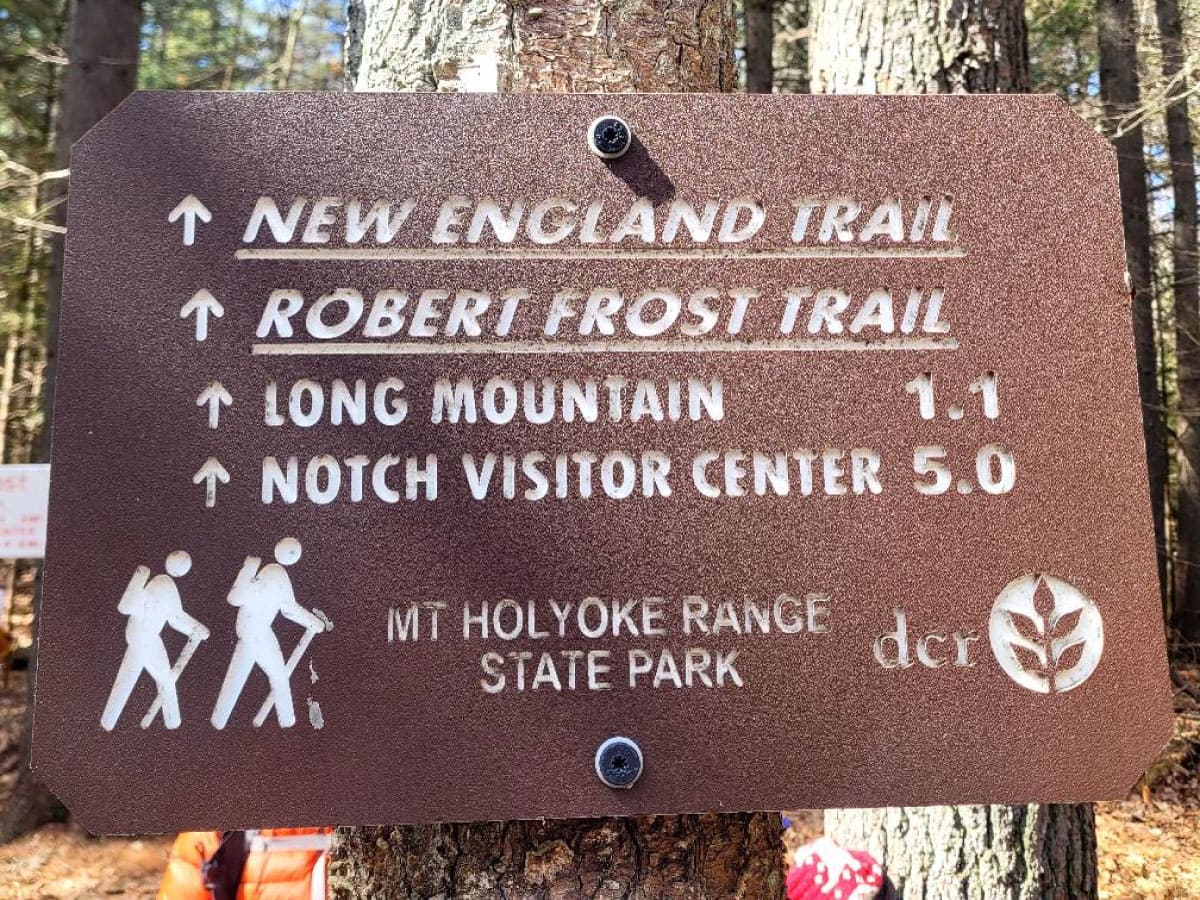 ↑ NEW ENGLAND TRAIL
↑ ROBERT FROST TRAIL
↑ LONG MOUNTAIN 1.1
↑ NOTCH VISITOR CENTER 5.0
MT HOLYOKE RANGE
STATE PARK
dcr